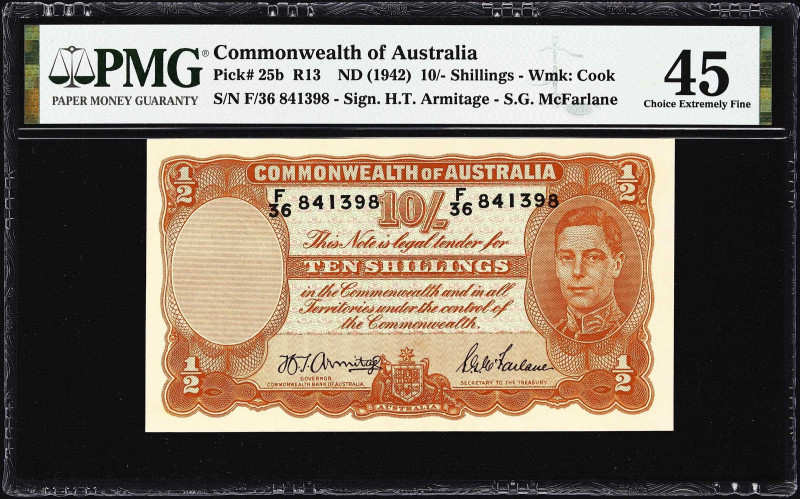 PMG®
PAPER MONEY GUARANTY
Commonwealth of Australia
Pick# 25b R13 ND (1942) 10/- Shillings - Wmk: Cook
S/N F/36 841398 - Sign. H.T. Armitage - S.G. McFarlane
45
Choice Extremely Fine
1/2 COMMONWEALTH OF AUSTRALIA 1/2
F/36 841398 10/- F/36 841398
This Note is legal tender for
TEN SHILLINGS
in the Commonwealth and in all
Territories under the control of
the Commonwealth.
1/2 1/2
H.T. Armitage S.G. McFarlane
GOVERNOR SECRETARY TO THE TREASURY
COMMONWEALTH BANK OF AUSTRALIA.
AUSTRALIA